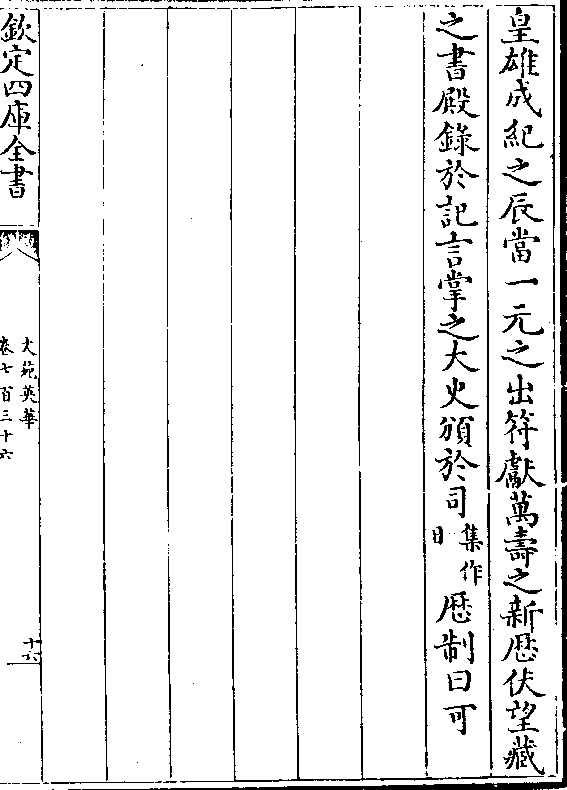 皇雄成紀之辰當一元之出符獻萬壽之新歴伏望藏
之書殿錄於記言掌之大史頒於司集作日歴制曰可
欽定四庫全書
文苑英華
卷七百三十六
十六